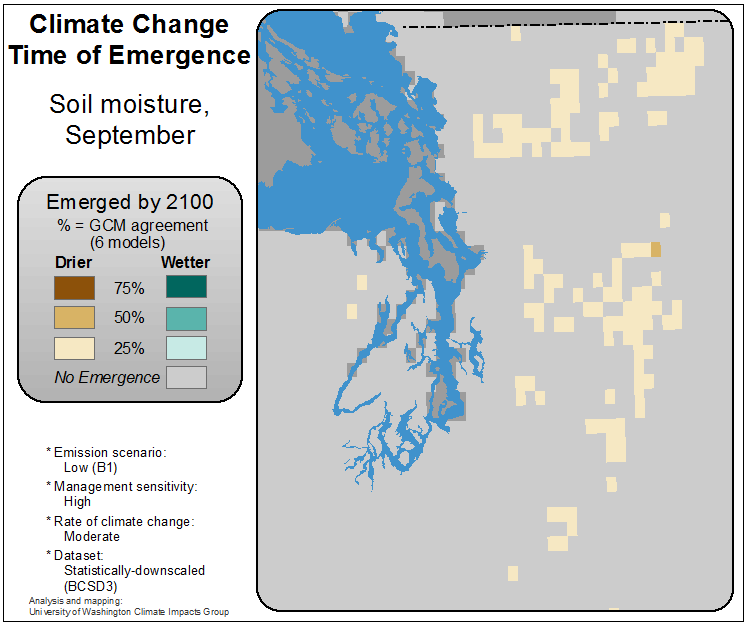 Climate Change
Time of Emergence
Soil moisture,
September
Emerged by 2100
% = GCM agreement
(6 models)
Drier Wetter
75%
50%
25%
No Emergence
* Emission scenario:
Low (B1)
* Management sensitivity:
High
* Rate of climate change:
Moderate
* Dataset:
Statistically-downscaled
(BCSD3)
Analysis and mapping:
University of Washington Climate Impacts Group